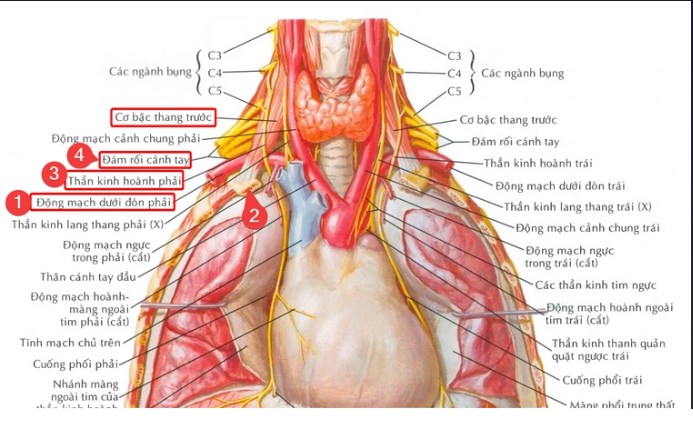 C3
Các ngành bụng
C4
C5
Cơ bậc thang trước
Động mạch cảnh chung phải
4
Đám rối cánh tay
3
Thần kinh hoành phải
1
Động mạch dưới đòn phải
2
Thần kinh lang thang phải (X)
Động mạch ngực
trong phải (cắt)
Thân cánh tay đầu
Động mạch hoành-
màng ngoài
tim phải (cắt)
Tĩnh mạch chủ trên
Cuống phổi phải
Nhánh màng
ngoài tim của
thần kinh hoành
C3
C4
Các ngành bụng
C5
Cơ bậc thang trước
Đám rối cánh tay
Thần kinh hoành trái
Động mạch dưới đòn trái
Thần kinh lang thang trái (X)
Động mạch cảnh chung trái
Động mạch ngực
trong trái (cắt)
Các thần kinh tim ngực
Động mạch hoành ngoài
tim trái (cắt)
Thần kinh thanh quản
quặt ngược trái
Cuống phổi trái
Màng phổi trung thất